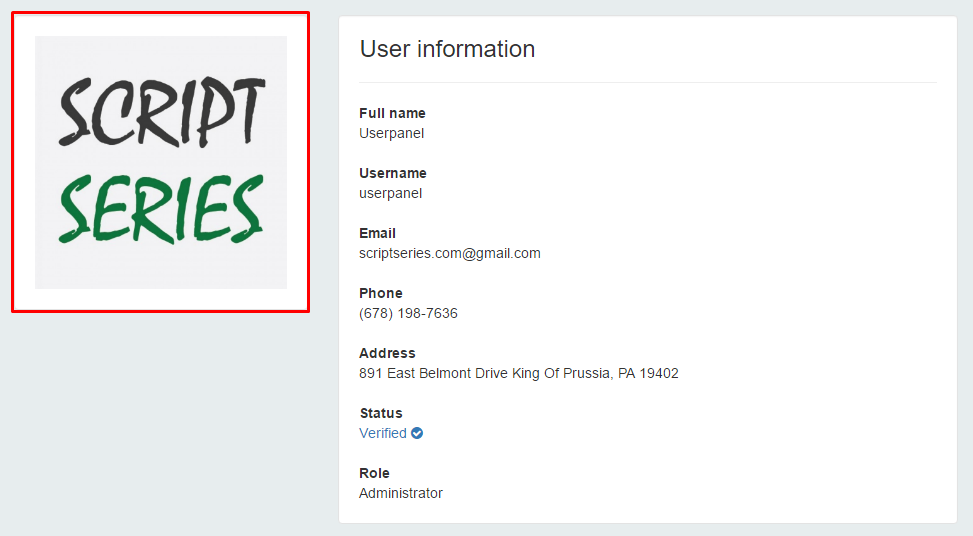 SCRIPT
SERIES
User information
Full name
Userpanel
Username
userpanel
Email
scriptseries.com@gmail.com
Phone
(678) 198-7636
Address
891 East Belmont Drive King Of Prussia, PA 19402
Status
Verified
Role
Administrator